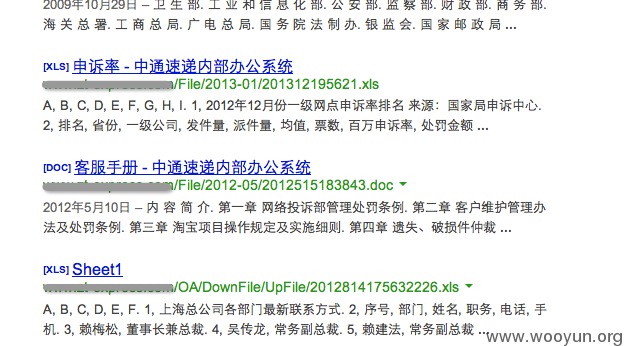 2009年10月29日 – 卫 生 部. 工 业 和 信 息 化 部. 公 安 部. 监 察 部. 财 政 部. 商 务 部.
海 关 总 署. 工 商 总 局. 广 电 总 局. 国 务 院 法 制 办. 银 监 会. 国 家 邮 政 局 ...
[XLS] 申诉率 - 中通速递内部办公系统
/File/2013-01/201312195621.xls
A, B, C, D, E, F, G, H, I. 1, 2012年12月份一级网点申诉率排名 来源：国家局申诉中心.
2, 排名, 省份, 一级公司, 发件量, 派件量, 均值, 票数, 百万申诉率, 处罚金额 ...
[DOC] 客服手册 - 中通速递内部办公系统
/File/2012-05/2012515183843.doc
2012年5月10日 – 内 容 简 介. 第一章 网络投诉部管理处罚条例. 第二章 客户维护管理办
法及处罚条例. 第三章 淘宝项目操作规定及实施细则. 第四章 遗失、破损件仲裁 ...
[XLS] Sheet1
/OA/DownFile/UpFile/2012814175632226.xls
A, B, C, D, E, F. 1, 上海总公司各部门最新联系方式. 2, 序号, 部门, 姓名, 职务, 电话, 手
机. 3, 赖梅松, 董事长兼总裁. 4, 吴传龙, 常务副总裁. 5, 赖建法, 常务副总裁 ...
www.wooyun.org